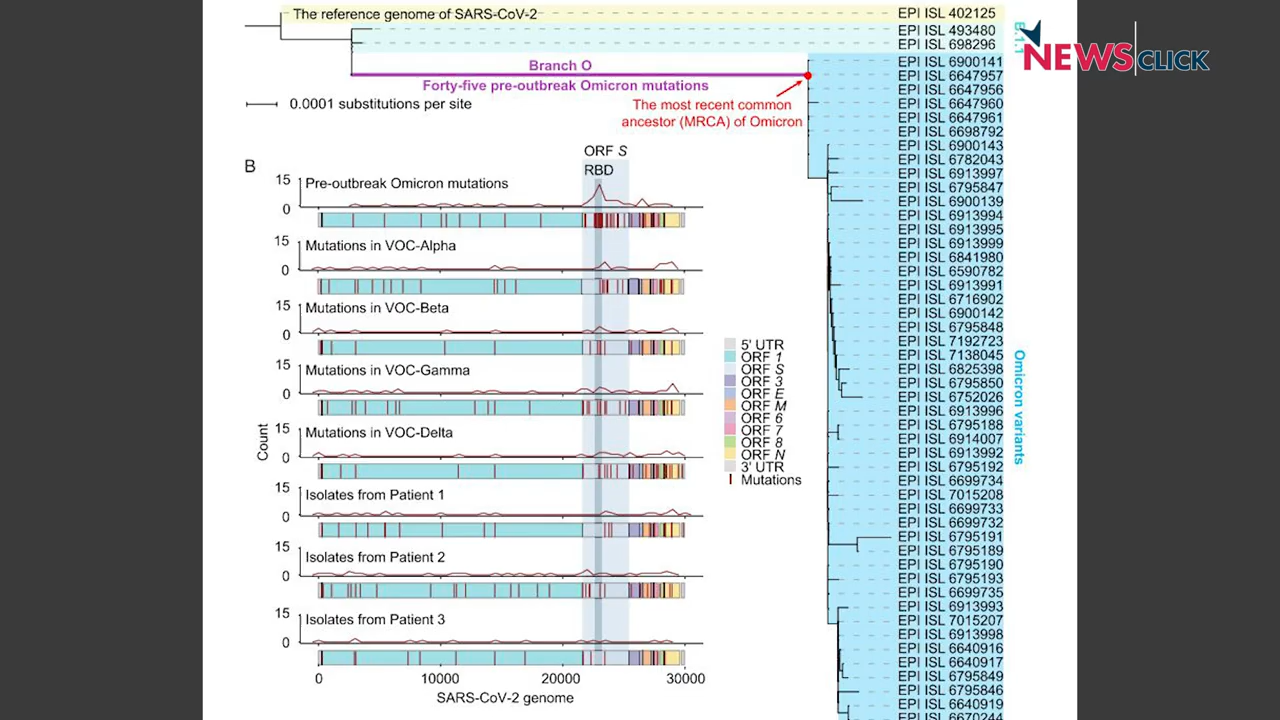 The reference genome of SARS-CoV-2
Branch O
Forty-five pre-outbreak Omicron mutations
0.0001 substitutions per site
The most recent common
ancestor (MRCA) of Omicron
NEWSCLICK
B.1.1
EPI ISL 402125
EPI ISL 493480
EPI ISL 698296
EPI ISL 6900141
EPI ISL 6647957
EPI ISL 6647956
EPI ISL 6647960
EPI ISL 6647961
EPI ISL 6698792
EPI ISL 6900143
EPI ISL 6782043
EPI ISL 6913997
EPI ISL 6795847
EPI ISL 6900139
EPI ISL 6913994
EPI ISL 6913995
EPI ISL 6913999
EPI ISL 6841980
EPI ISL 6590782
EPI ISL 6913991
EPI ISL 6716902
EPI ISL 6900142
EPI ISL 6795848
EPI ISL 7192723
EPI ISL 7138045
EPI ISL 6825398
EPI ISL 6795850
EPI ISL 6752026
EPI ISL 6913996
EPI ISL 6795188
EPI ISL 6914007
EPI ISL 6913992
EPI ISL 6795192
EPI ISL 6699734
EPI ISL 7015208
EPI ISL 6699733
EPI ISL 6699732
EPI ISL 6795191
EPI ISL 6795189
EPI ISL 6795190
EPI ISL 6795193
EPI ISL 6699735
EPI ISL 6913993
EPI ISL 7015207
EPI ISL 6913998
EPI ISL 6640916
EPI ISL 6640917
EPI ISL 6795849
EPI ISL 6795846
EPI ISL 6640919
EPI ISL 6670244
Omicron variants
B
ORF S
RBD
15
Pre-outbreak Omicron mutations
0
15
Mutations in VOC-Alpha
0
15
Mutations in VOC-Beta
0
15
Mutations in VOC-Gamma
0
15
Mutations in VOC-Delta
0
15
Isolates from Patient 1
0
15
Isolates from Patient 2
0
15
Isolates from Patient 3
0
Count
0 10000 20000 30000
SARS-CoV-2 genome
5' UTR
ORF 1
ORF S
ORF 3
ORF E
ORF M
ORF 6
ORF 7
ORF 8
ORF N
3' UTR
Mutations